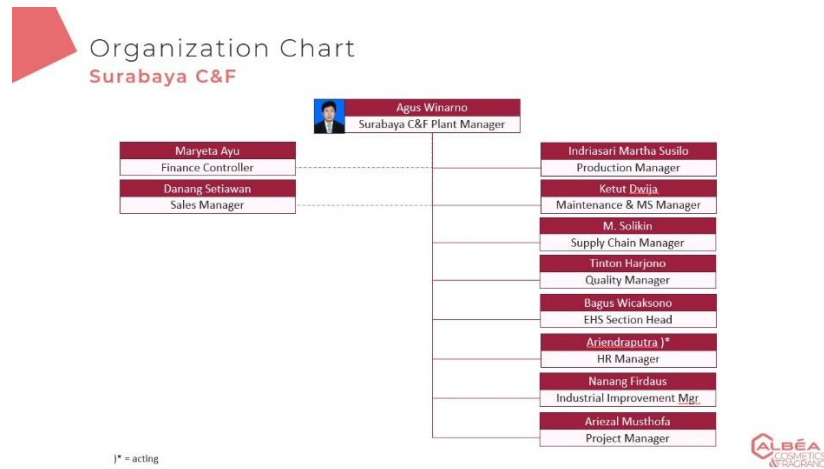 Organization Chart
Surabaya C&F
Agus Winarno
Surabaya C&F Plant Manager
Maryeta Ayu
Finance Controller
Danang Setiawan
Sales Manager
Indriasari Martha Susilo
Production Manager
Ketut Dwija
Maintenance & MS Manager
M. Solikin
Supply Chain Manager
Tinton Harjono
Quality Manager
Bagus Wicaksono
EHS Section Head
Ariendraputra )*
HR Manager
Nanang Firdaus
Industrial Improvement Mgr
Ariezal Musthofa
Project Manager
)* = acting
ALBÉA
COSMETICS
&FRAGRANC